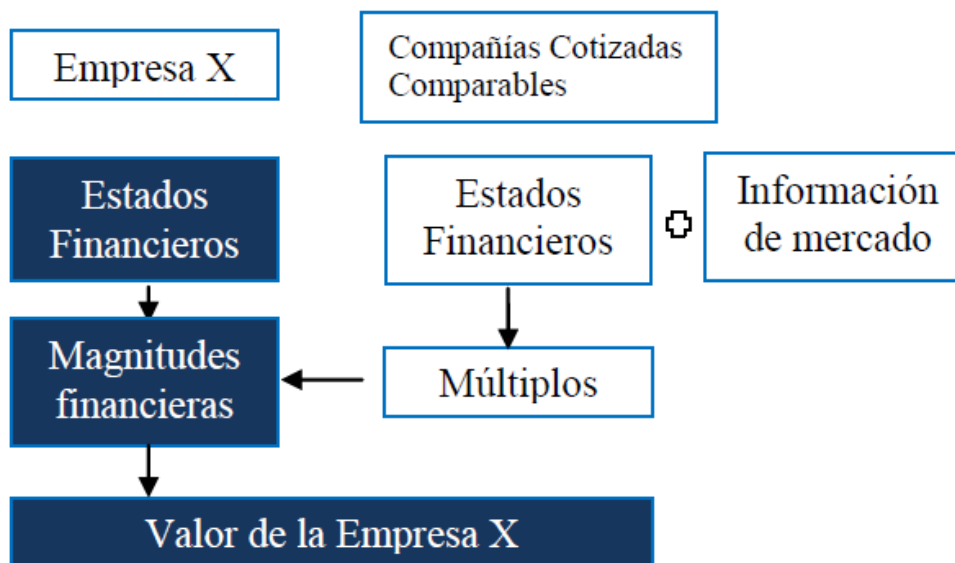 Empresa X
Compañías Cotizadas
Comparables
Estados
Financieros
Estados
Financieros
Información
de mercado
Magnitudes
financieras
Múltiplos
Valor de la Empresa X